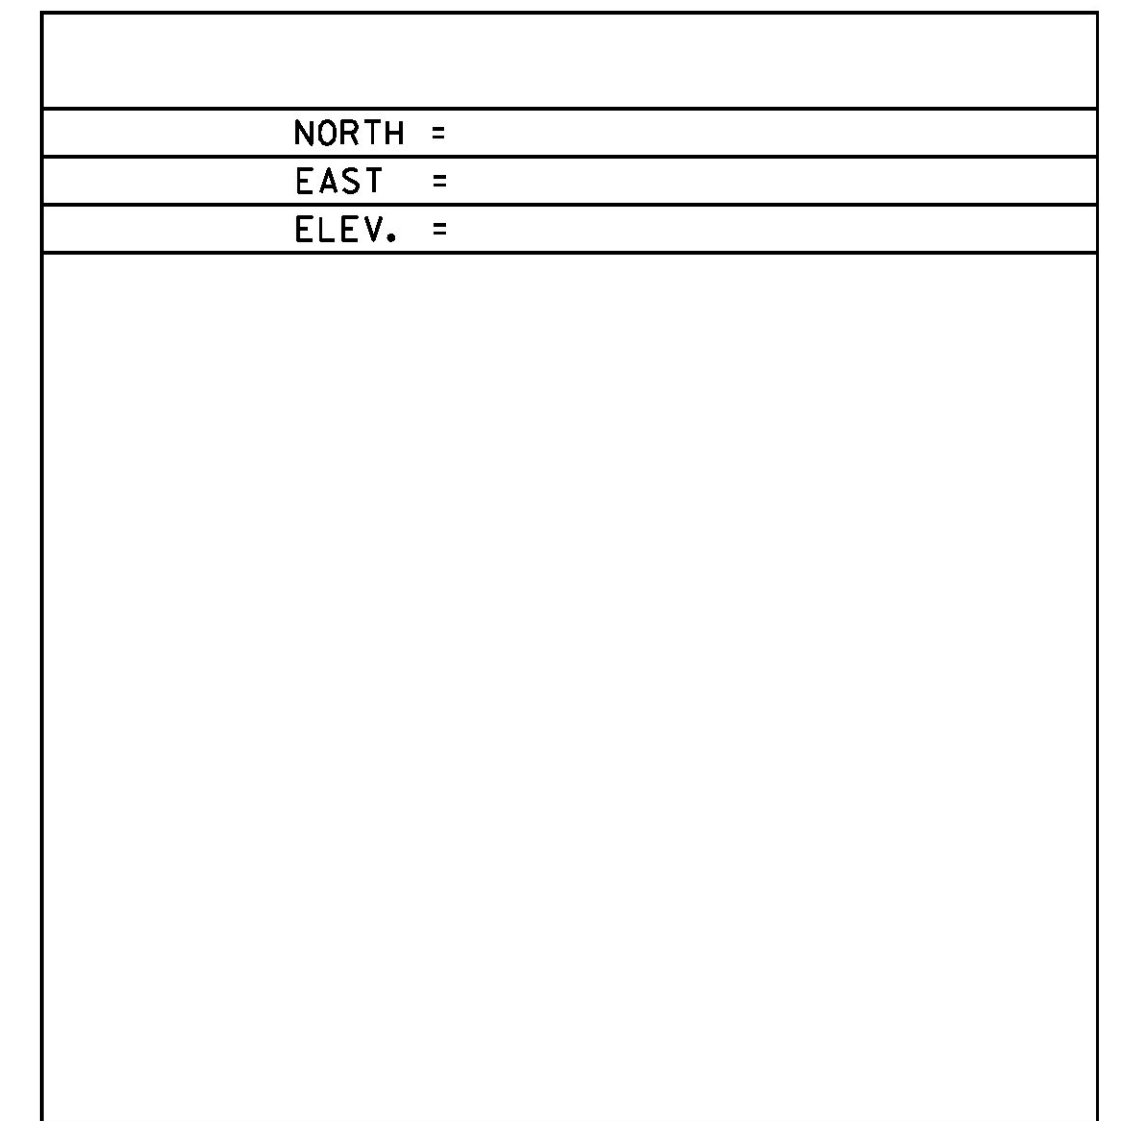 NORTH =
EAST =
ELEV. =